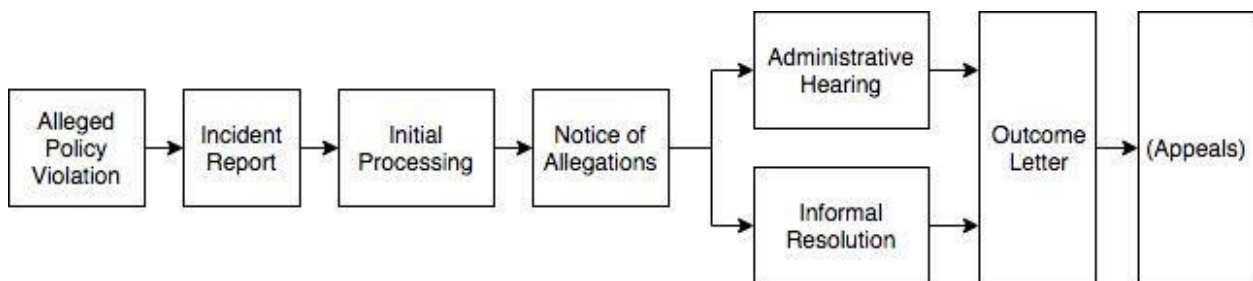 Alleged
Policy
Violation
Incident
Report
Initial
Processing
Notice of
Allegations
Administrative
Hearing
Informal
Resolution
Outcome
Letter
(Appeals)